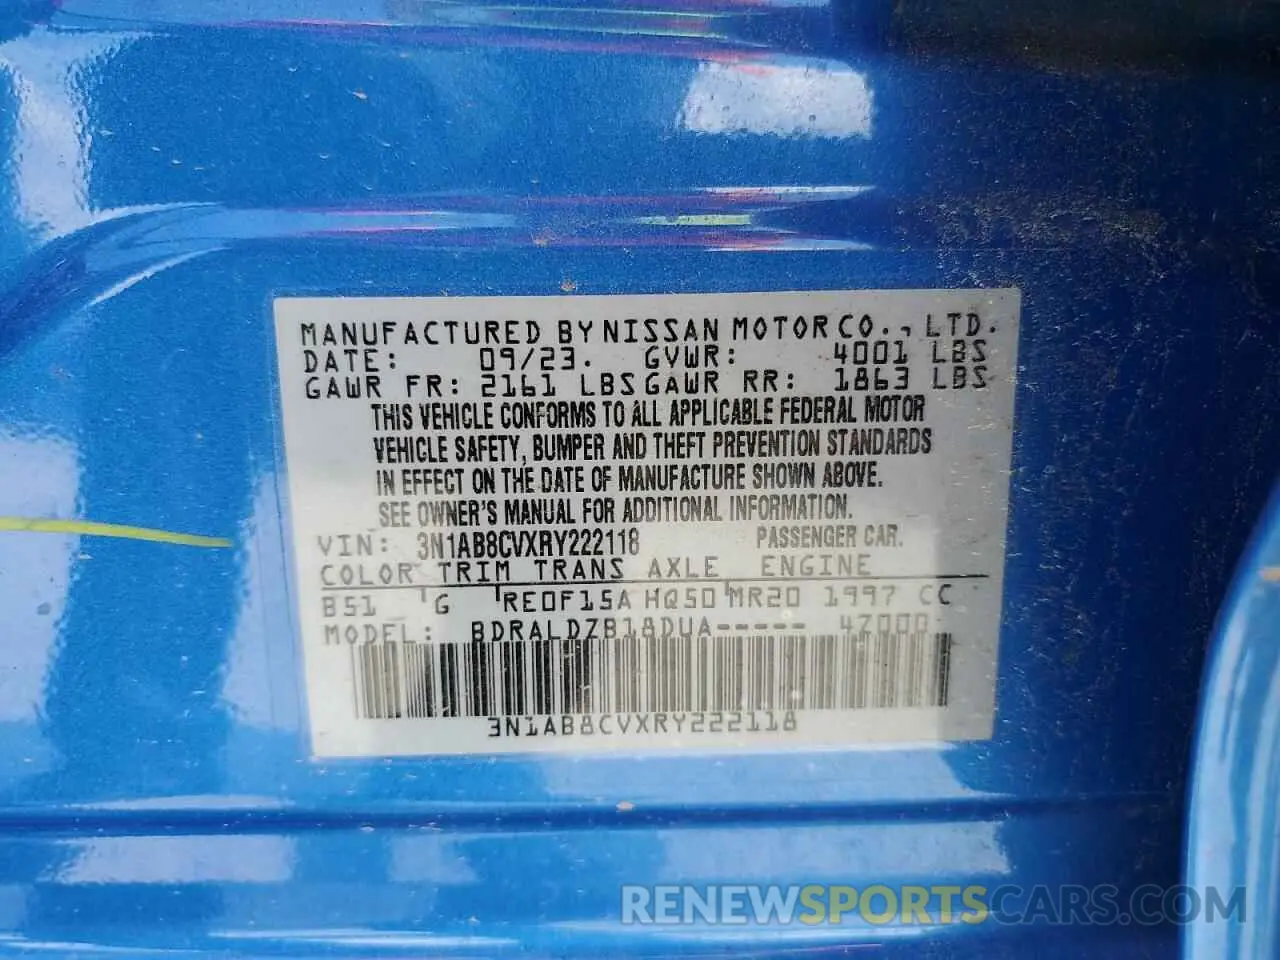 MANUFACTURED BY NISSAN MOTOR CO., LTD.
DATE: 09/23. GVWR: 4001 LBS
GAWR FR: 2161 LBS GAWR RR: 1863 LBS
THIS VEHICLE CONFORMS TO ALL APPLICABLE FEDERAL MOTOR
VEHICLE SAFETY, BUMPER AND THEFT PREVENTION STANDARDS
IN EFFECT ON THE DATE OF MANUFACTURE SHOWN ABOVE.
SEE OWNER'S MANUAL FOR ADDITIONAL INFORMATION.
VIN: 3N1AB8CVXRY222118 PASSENGER CAR.
COLOR TRIM TRANS AXLE ENGINE
B51 G RE0F15A HQ50 MR20 1997 CC
MODEL: BDRALDZB18DUA----- 4Z000-
3N1AB8CVXRY222118
RENEWSPORTSCARS.COM